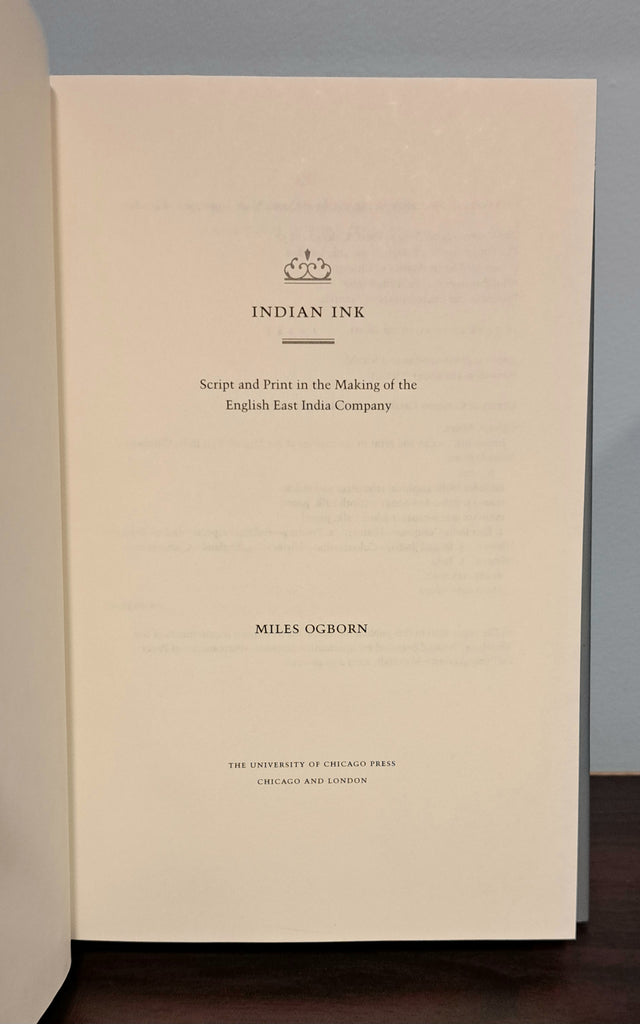 INDIAN INK
Script and Print in the Making of the
English East India Company
MILES OGBORN
THE UNIVERSITY OF CHICAGO PRESS
CHICAGO AND LONDON